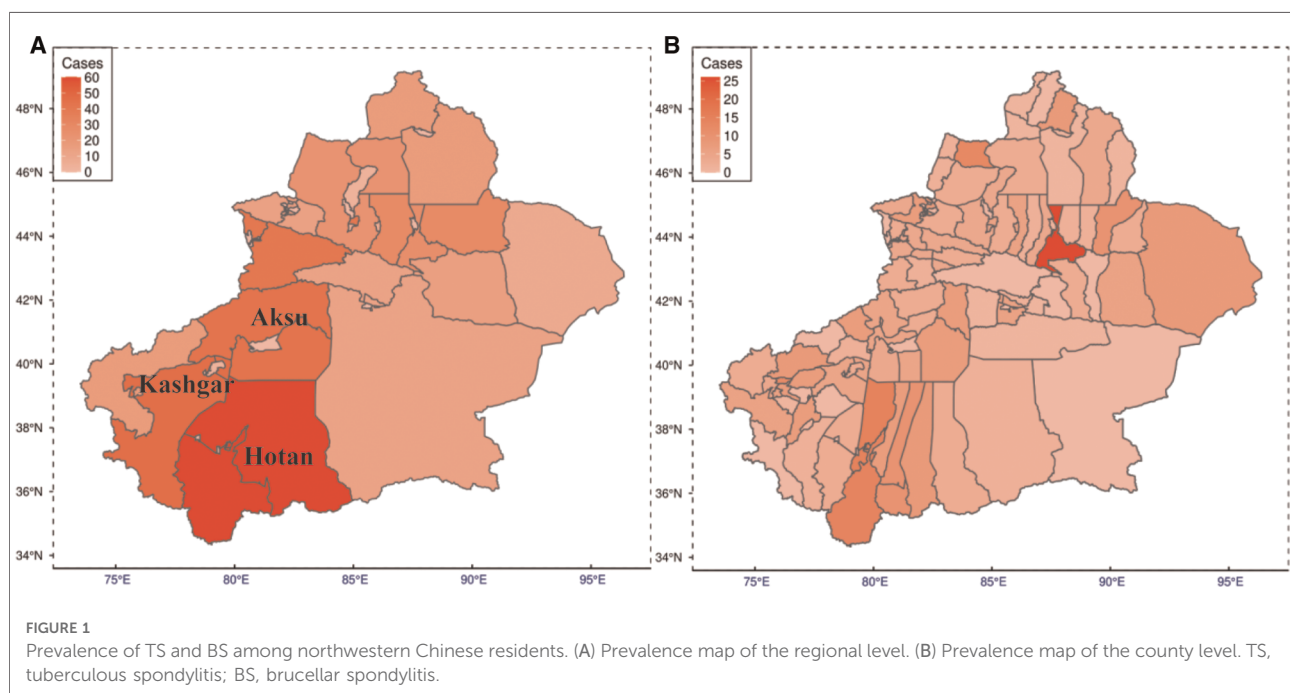 A
B
Cases
60
50
40
30
20
10
0
48°N
46°N
44°N
42°N
40°N
38°N
36°N
34°N
75°E 80°E 85°E 90°E 95°E
Aksu
Kashgar
Hotan
Cases
25
20
15
10
5
0
48°N
46°N
44°N
42°N
40°N
38°N
36°N
34°N
75°E 80°E 85°E 90°E 95°E
FIGURE 1
Prevalence of TS and BS among northwestern Chinese residents. (A) Prevalence map of the regional level. (B) Prevalence map of the county level. TS,
tuberculous spondylitis; BS, brucellar spondylitis.